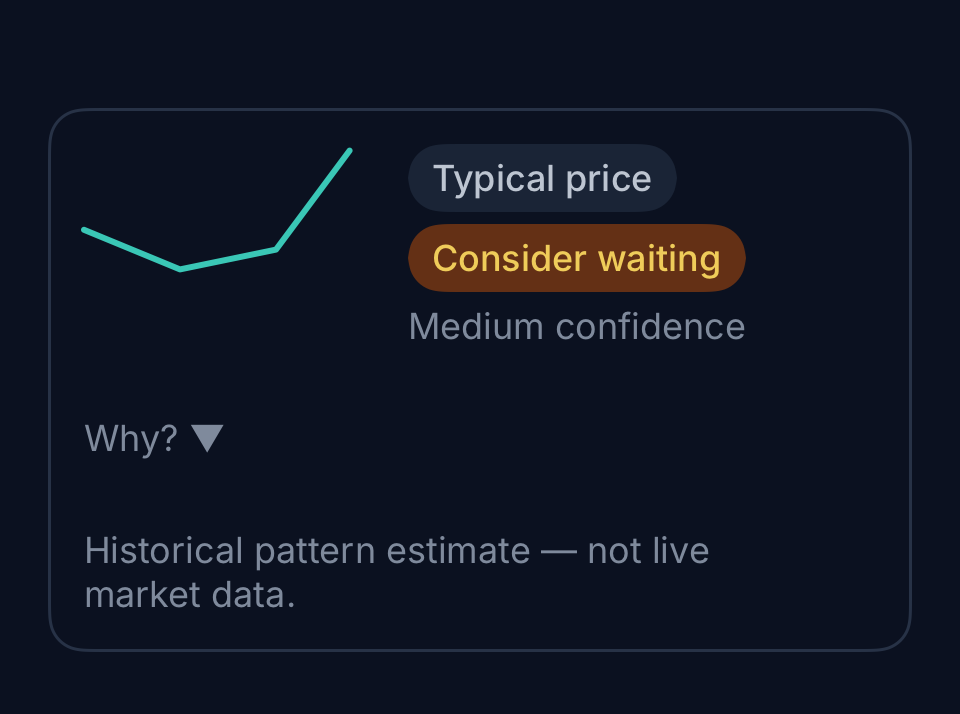 Typical price
Consider waiting
Medium confidence
Why? ▼
Historical pattern estimate — not live
market data.